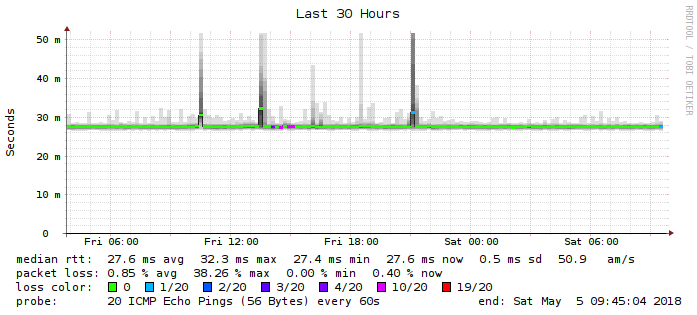 Last 30 Hours
RRDTOOL / TOBI OETIKER
Seconds
50 m
40 m
30 m
20 m
10 m
0
Fri 06:00 Fri 12:00 Fri 18:00 Sat 00:00 Sat 06:00
median rtt: 27.6 ms avg 32.3 ms max 27.4 ms min 27.6 ms now 0.5 ms sd 50.9 am/s
packet loss: 0.85 % avg 38.26 % max 0.00 % min 0.40 % now
loss color: 0 1/20 2/20 3/20 4/20 10/20 19/20
probe: 20 ICMP Echo Pings (56 Bytes) every 60s end: Sat May 5 09:45:04 2018